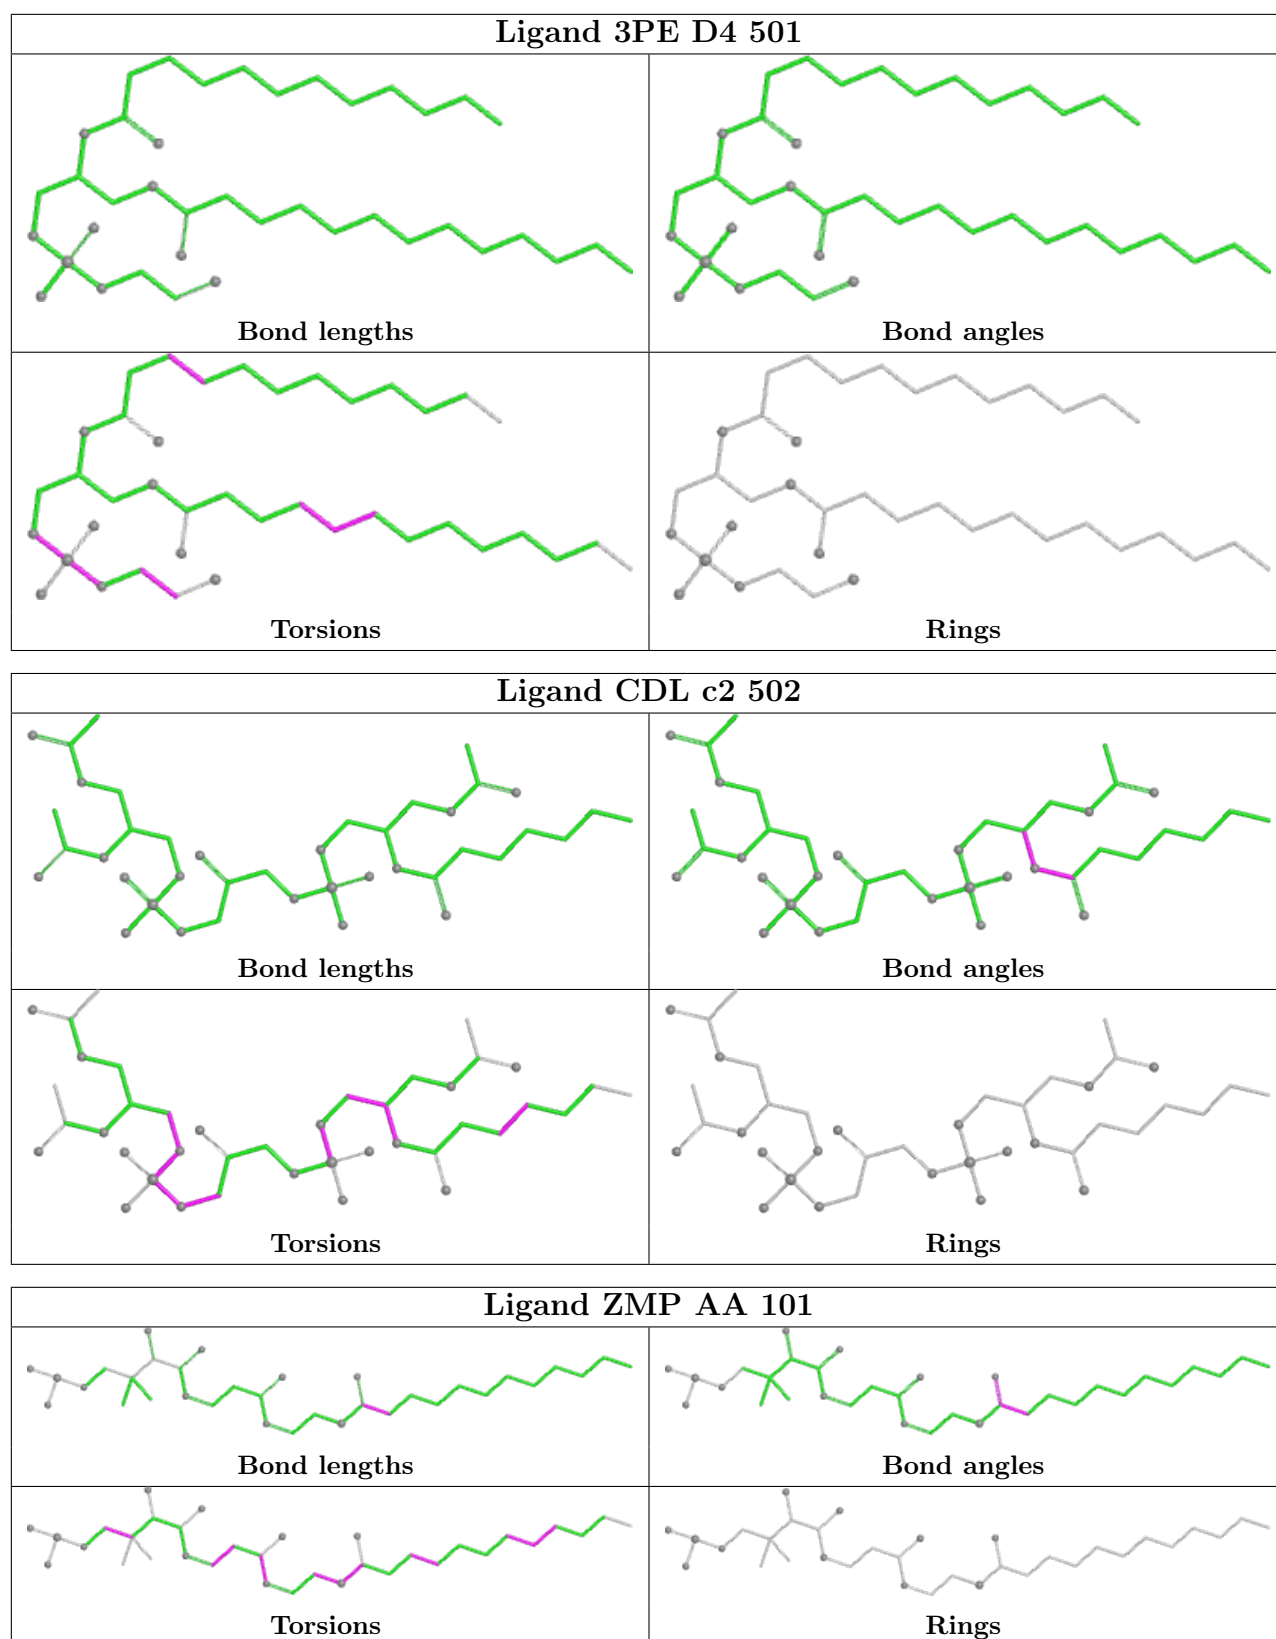 Ligand 3PE D4 501
Bond lengths
Bond angles
Torsions
Rings
Ligand CDL c2 502
Bond lengths
Bond angles
Torsions
Rings
Ligand ZMP AA 101
Bond lengths
Bond angles
Torsions
Rings